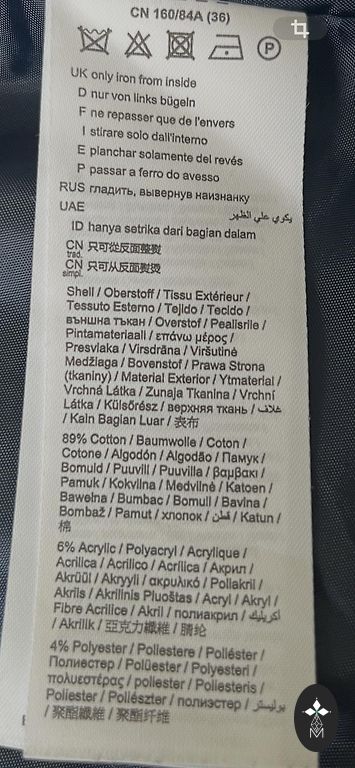 CN 160/84A (36)
P
UK only iron from inside
D nur von links bügeln
F ne repasser que de l'envers
I stirare solo dall'interno
E planchar solamente del revés
P passar a ferro do avesso
RUS гладить, вывернув наизнанку
UAE يكوي علي الظهر
ID hanya setrika dari bagian dalam
CN trad. 只可從反面整熨
CN simpl. 只可从反面熨烫
Shell / Oberstoff / Tissu Extérieur /
Tessuto Esterno / Tejido / Tecido /
външна тъкан / Overstof / Pealisriie /
Pintamateriaali / επάνω μέρος /
Presvlaka / Virsdrāna / Viršutinė
Medžiaga / Bovenstof / Prawa Strona
(tkaniny) / Material Exterior / Ytmaterial /
Vrchná Látka / Zunaja Tkanina / Vrchní
Látka / Külsőrész / верхняя ткань / غلاف
/ Kain Bagian Luar / 表布
89% Cotton / Baumwolle / Coton /
Cotone / Algodón / Algodão / Памук /
Bomuld / Puuvill / Puuvilla / βαμβακι /
Pamuk / Kokvilna / Medvilnė / Katoen /
Bawełna / Bumbac / Bomull / Bavlna /
Bombaž / Pamut / хлопок / قطن / Katun /
棉
6% Acrylic / Polyacryl / Acrylique /
Acrilica / Acrilico / Acrílica / Акрил /
Akrüül / Akryyli / ακρυλικό / Poliakril /
Akrils / Akrilinis Pluoštas / Acryl / Akryl /
Fibre Acrilice / Akril / полиакрил / أكريليك
/ Akrilik / 亞克力纖維 / 腈纶
4% Polyester / Poliestere / Poliéster /
Полиестер / Polüester / Polyesteri /
πολυεστέρας / poliester / Poliesteris /
Poliester / Poliészter / полиэстер / بوليستر
/ 聚酯纖維 / 聚酯纤维